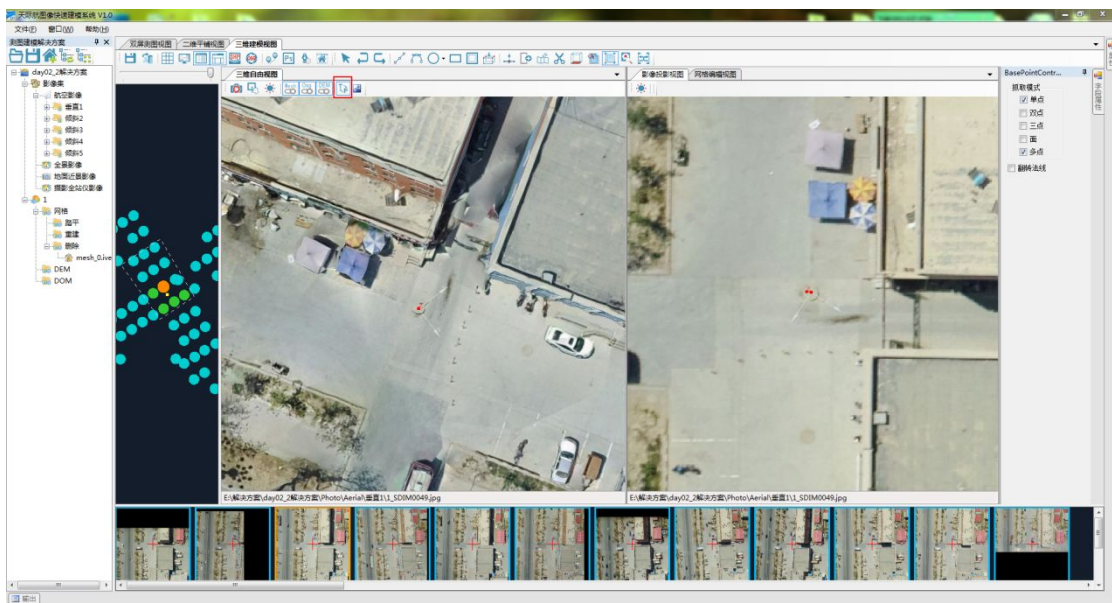 天际航图像快速建模系统 V1.0
文件(F) 窗口(W) 帮助(H)
测图建模解决方案
双屏测图视图 二维平铺视图 三维建模视图
day02_2解决方案
影像集
航空影像
垂直1
倾斜2
倾斜3
倾斜4
倾斜5
全景影像
地面近景影像
摄影全站仪影像
1
网格
踏平
重建
删除
mesh_0.ive
DEM
DOM
三维自由视图
影像投影视图 网格编辑视图
E:\解决方案\day02_2解决方案\Photo\Aerial\垂直1\1_SDIM0049.jpg
E:\解决方案\day02_2解决方案\Photo\Aerial\垂直1\1_SDIM0049.jpg
BasePointContr...
抓取模式
单点
双点
三点
面
多点
翻转法线
输出